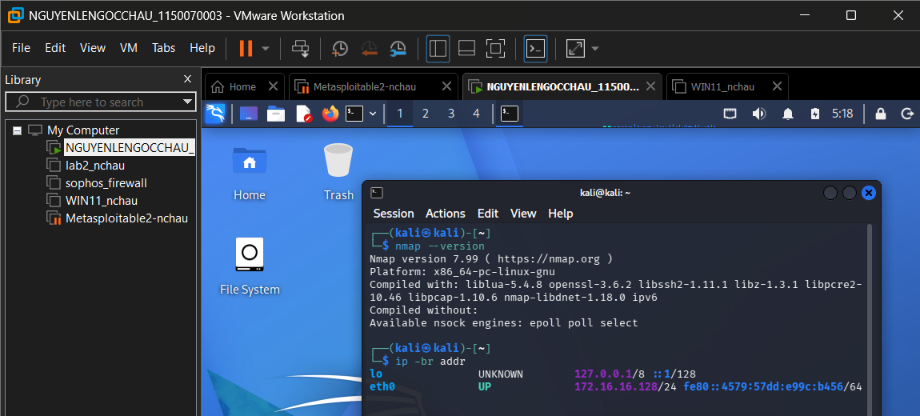 NGUYENLENGOCCHAU_1150070003 - VMware Workstation
File Edit View VM Tabs Help
Library
Type here to search
My Computer
NGUYENLENGOCCHAU_
lab2_nchau
sophos_firewall
WIN11_nchau
Metasploitable2-nchau
Home Metasploitable2-nchau NGUYENLENGOCCHAU_11500... WIN11_nchau
1 2 3 4 5:18
Home
Trash
File System
kali@kali: ~
Session Actions Edit View Help
┌──(kali㉿kali)-[~]
└─$ nmap --version
Nmap version 7.99 ( https://nmap.org )
Platform: x86_64-pc-linux-gnu
Compiled with: liblua-5.4.8 openssl-3.6.2 libssh2-1.11.1 libz-1.3.1 libpcre2-
10.46 libpcap-1.10.6 nmap-libdnet-1.18.0 ipv6
Compiled without:
Available nsock engines: epoll poll select
┌──(kali㉿kali)-[~]
└─$ ip -br addr
lo UNKNOWN 127.0.0.1/8 ::1/128
eth0 UP 172.16.16.128/24 fe80::4579:57dd:e99c:b456/64